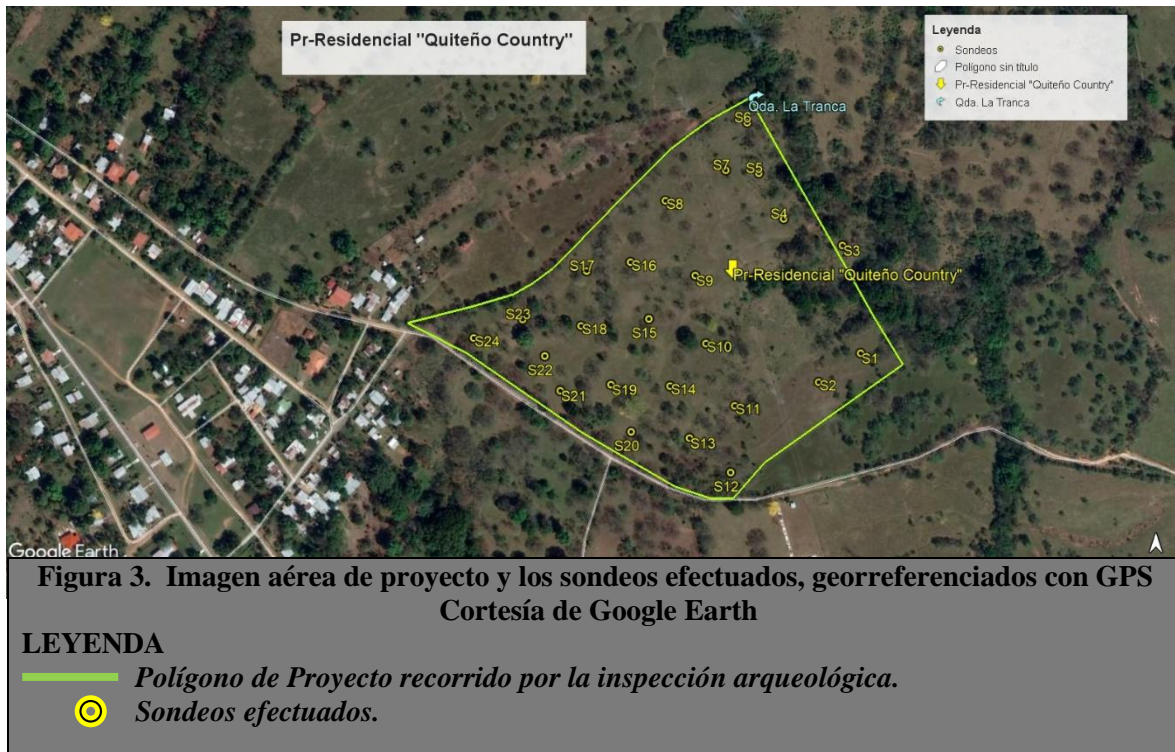 Pr-Residencial "Quiteño Country"
Leyenda
Sondeos
Polígono sin título
Pr-Residencial "Quiteño Country"
Qda. La Tranca
Qda. La Tranca
S6
S7
S5
S8
S4
S3
S17
S16
S9
Pr-Residencial "Quiteño Country"
S23
S18
S15
S24
S10
S22
S1
S21
S19
S14
S2
S11
S20
S13
S12
Google Earth
Figura 3. Imagen aérea de proyecto y los sondeos efectuados, georreferenciados con GPS
Cortesía de Google Earth
LEYENDA
Polígono de Proyecto recorrido por la inspección arqueológica.
Sondeos efectuados.